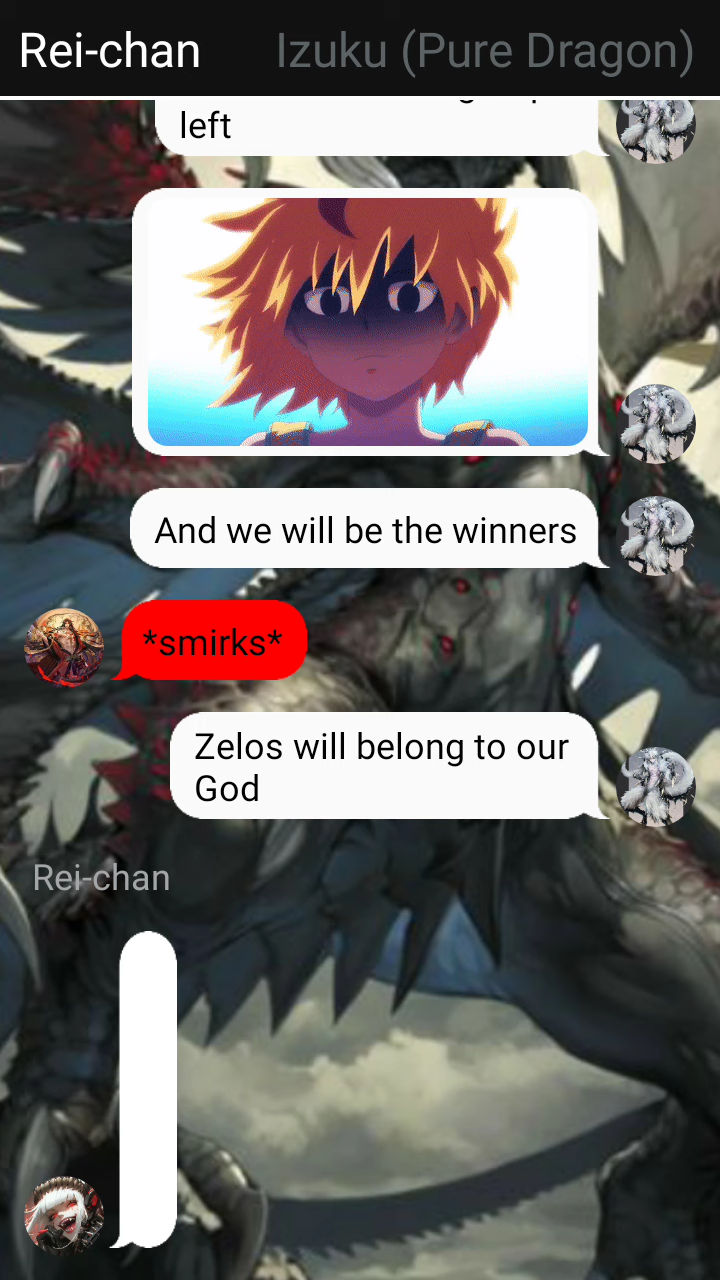 Rei-chan
Izuku (Pure Dragon)
left
And we will be the winners
*smirks*
Zelos will belong to our
God
Rei-chan